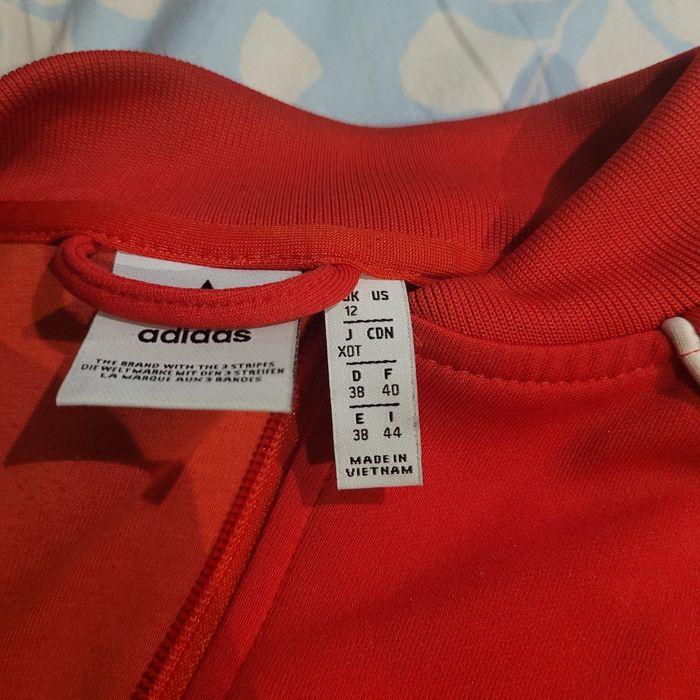 adidas
THE BRAND WITH THE 3 STRIPES
DIE WELTMARKE MIT DEN 3 STREIFEN
LA MARQUE AUX 3 BANDES
UK US
12
J CDN
XOT
D F
38 40
E I
38 44
MADE IN
VIETNAM